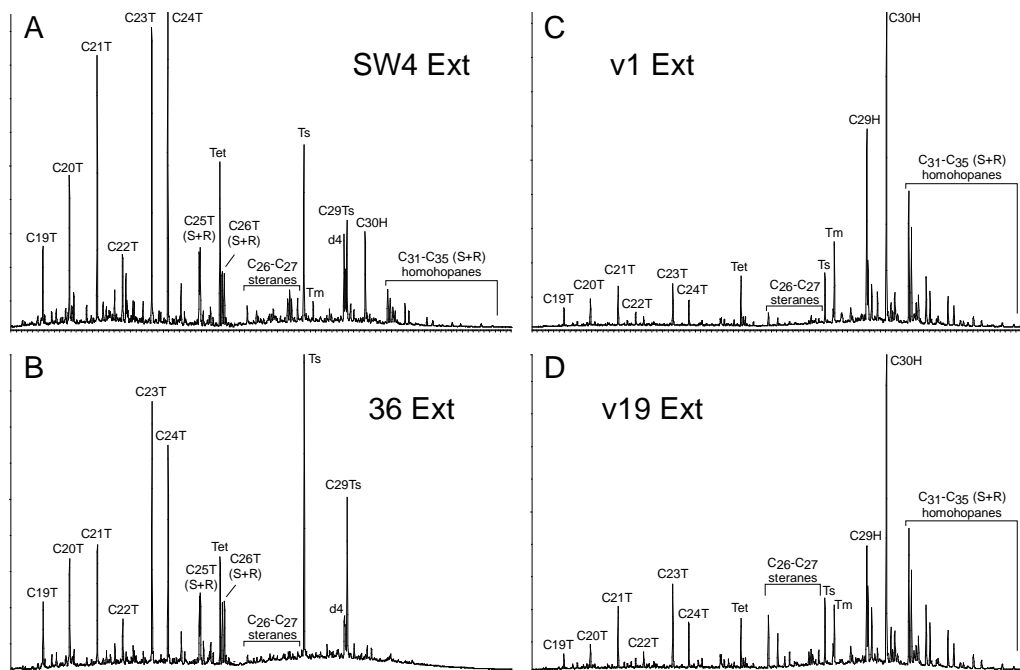 A
SW4 Ext
C19T
C20T
C21T
C22T
C23T
C24T
C25T
(S+R)
Tet
C26T
(S+R)
C₂₆-C₂₇
steranes
Ts
Tm
d4
C29Ts
C30H
C₃₁-C₃₅ (S+R)
homohopanes
C
v1 Ext
C19T
C20T
C21T
C22T
C23T
C24T
Tet
C₂₆-C₂₇
steranes
Ts
Tm
C29H
C30H
C₃₁-C₃₅ (S+R)
homohopanes
B
36 Ext
C19T
C20T
C21T
C22T
C23T
C24T
C25T
(S+R)
Tet
C26T
(S+R)
C₂₆-C₂₇
steranes
Ts
d4
C29Ts
D
v19 Ext
C19T
C20T
C21T
C22T
C23T
C24T
Tet
C₂₆-C₂₇
steranes
Ts
Tm
C29H
C30H
C₃₁-C₃₅ (S+R)
homohopanes